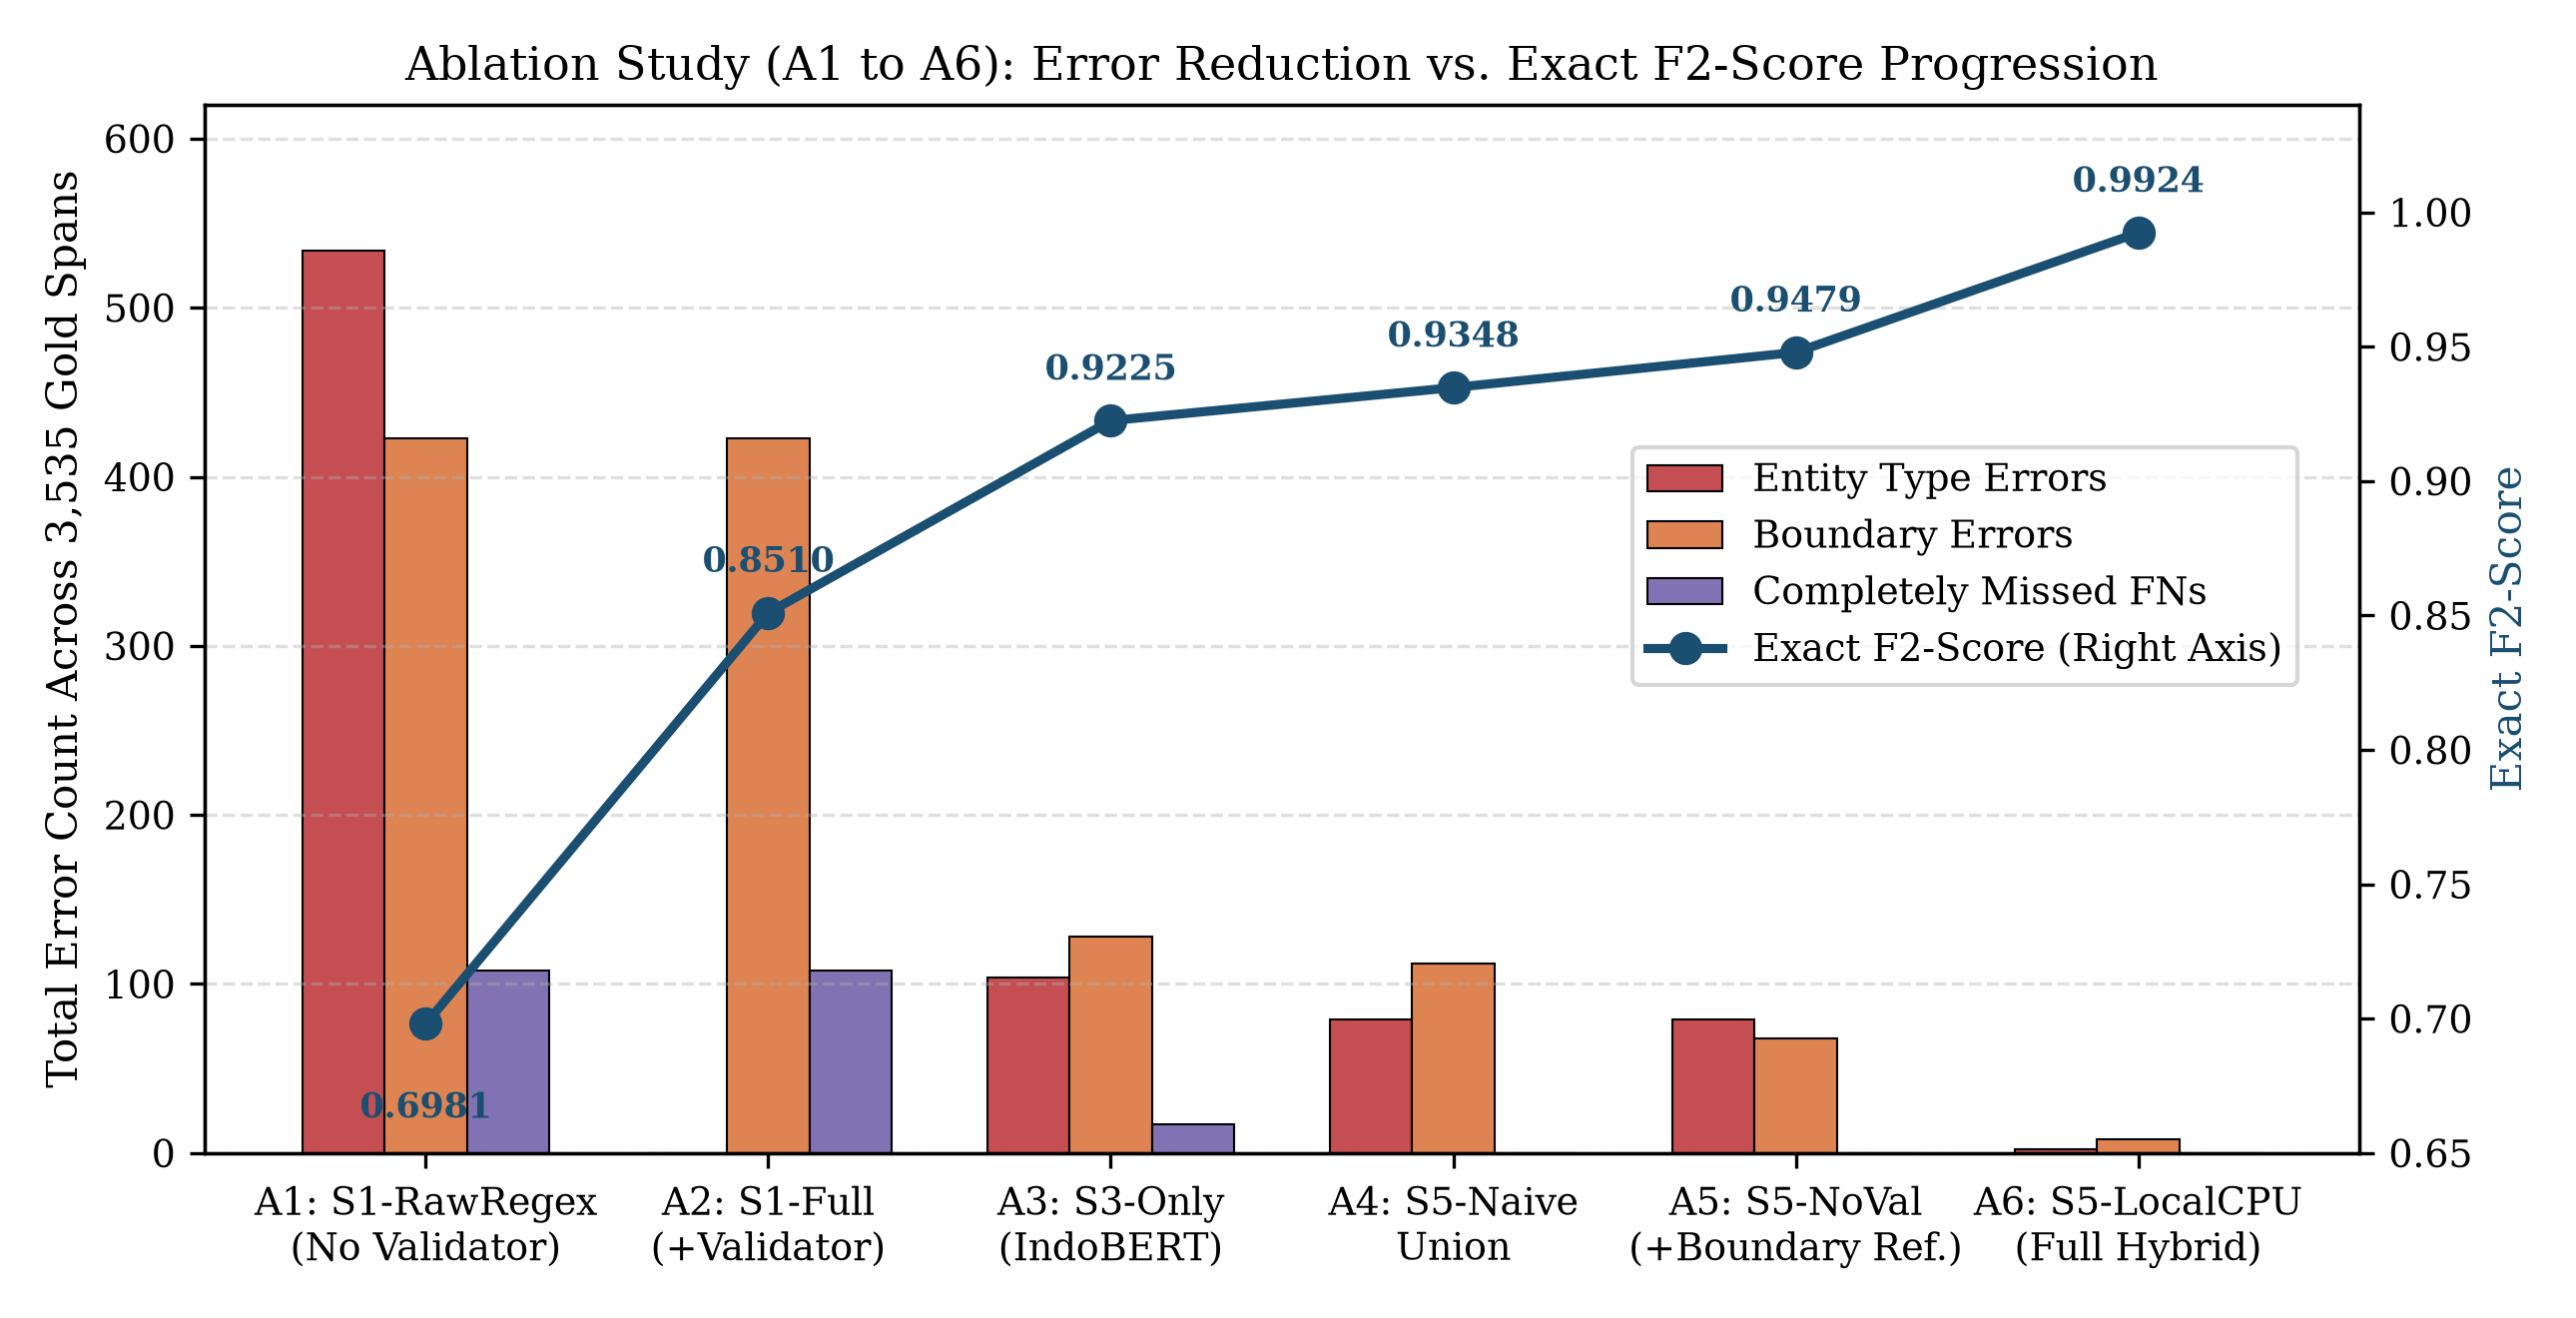 Ablation Study (A1 to A6): Error Reduction vs. Exact F2-Score Progression
Total Error Count Across 3,535 Gold Spans
600
500
400
300
200
100
0
0.6981
0.8510
0.9225
0.9348
0.9479
0.9924
Entity Type Errors
Boundary Errors
Completely Missed FNs
Exact F2-Score (Right Axis)
1.00
0.95
0.90
0.85
0.80
0.75
0.70
0.65
Exact F2-Score
A1: S1-RawRegex
(No Validator)
A2: S1-Full
(+Validator)
A3: S3-Only
(IndoBERT)
A4: S5-Naive
Union
A5: S5-NoVal
(+Boundary Ref.)
A6: S5-LocalCPU
(Full Hybrid)